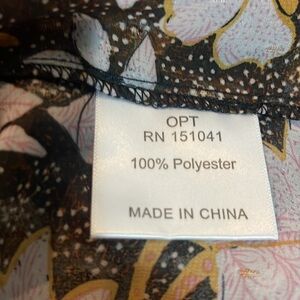 OPT
RN 151041
100% Polyester
MADE IN CHINA